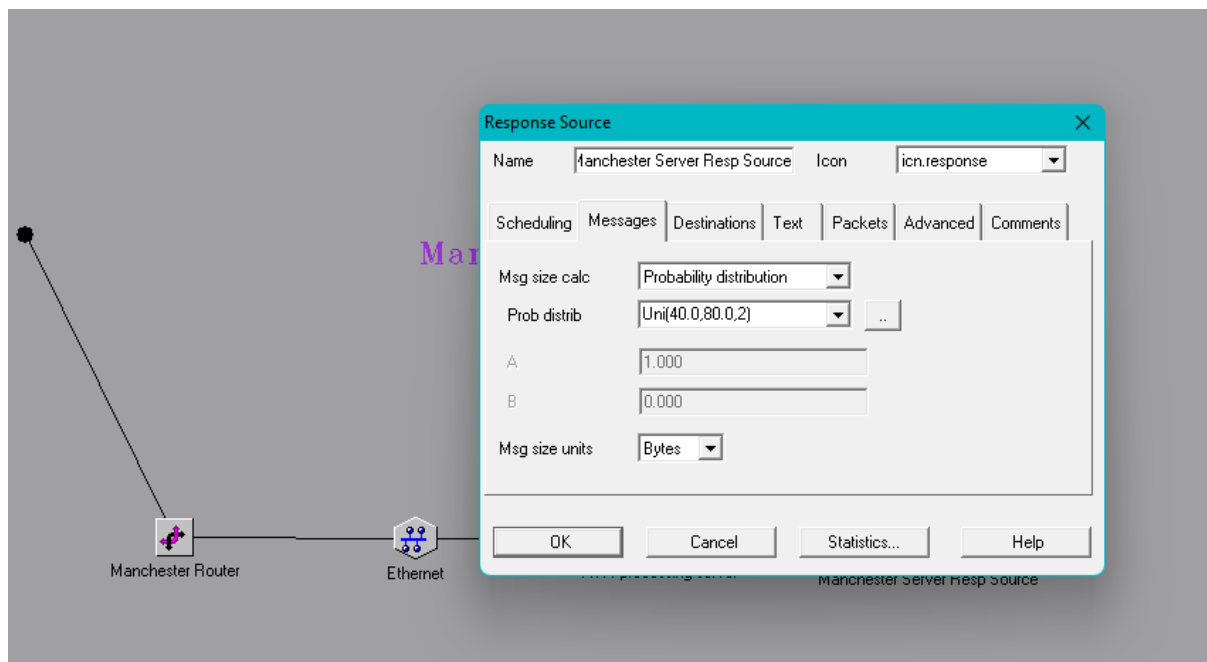 Response Source
Name Manchester Server Resp Source Icon icn.response
Scheduling Messages Destinations Text Packets Advanced Comments
Man
Msg size calc Probability distribution
Prob distrib Uni(40.0,80.0,2) ..
A 1.000
B 0.000
Msg size units Bytes
OK Cancel Statistics... Help
Manchester Router
Ethernet
Manchester Server Resp Source